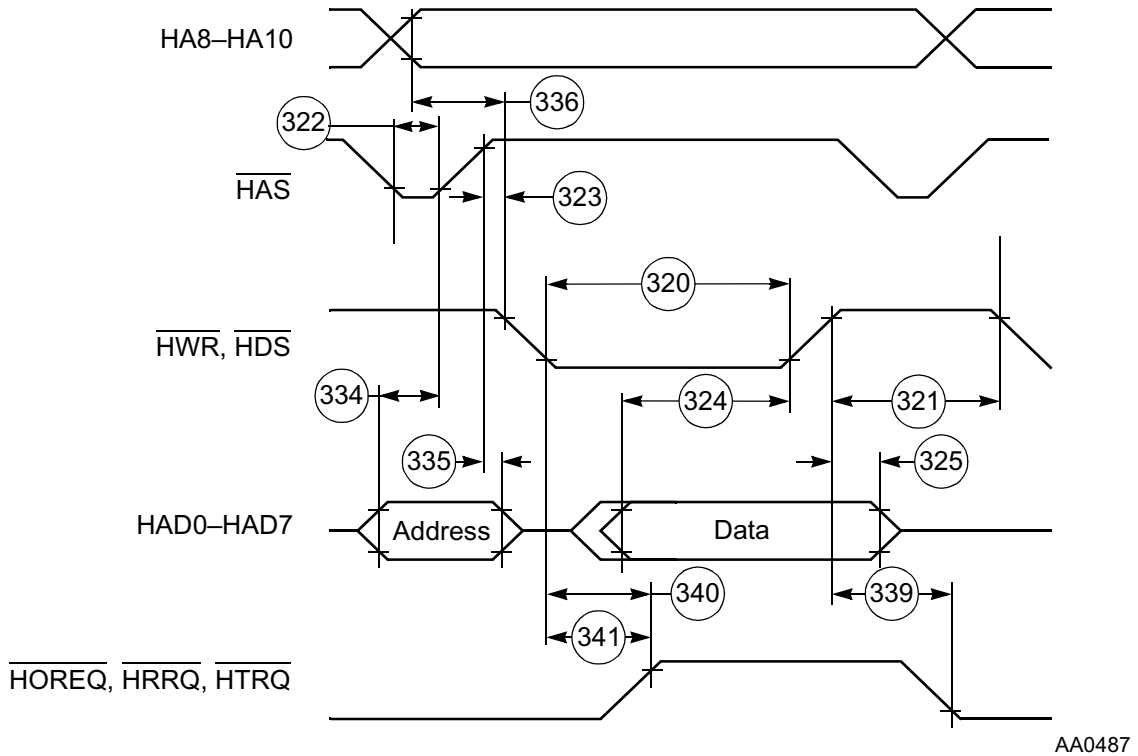 HA8–HA10
336
322
HAS
323
320
HWR, HDS
334
324
321
335
325
HAD0–HAD7
Address
Data
340
339
341
HOREQ, HRRQ, HTRQ
AA0487